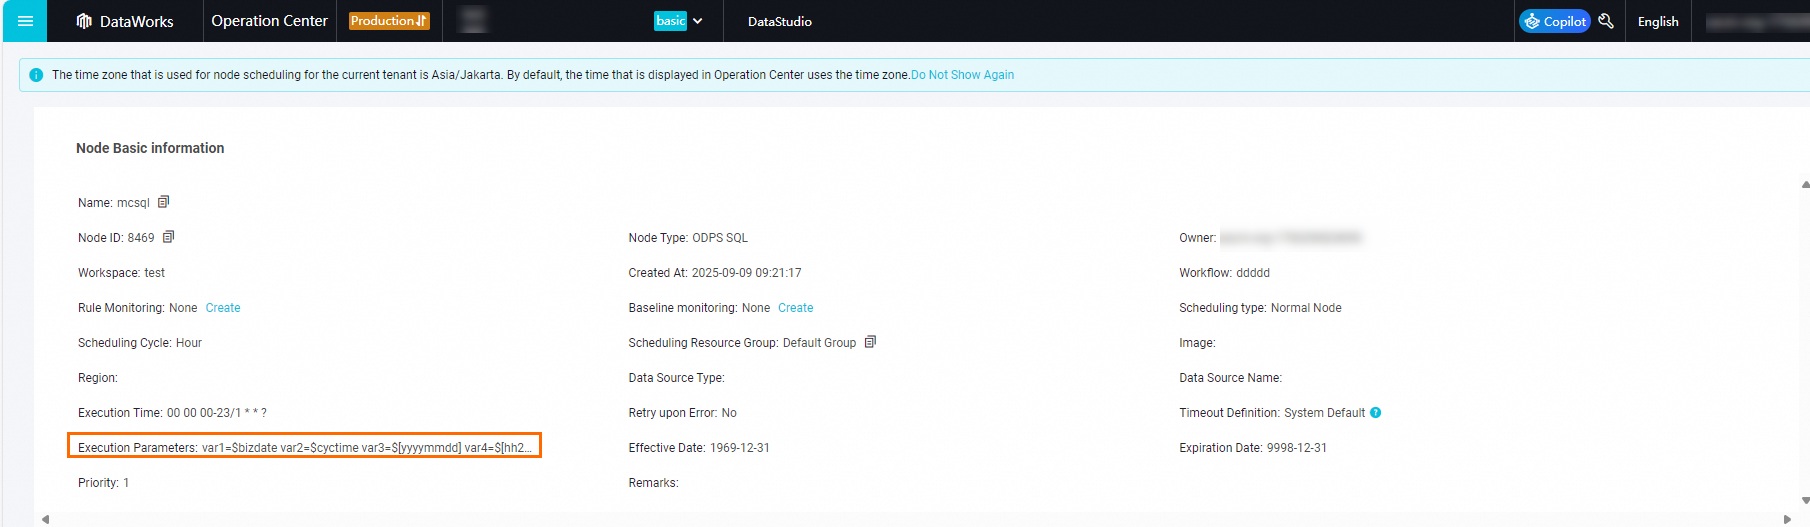 DataWorks Operation Center Production basic DataStudio Copilot English
The time zone that is used for node scheduling for the current tenant is Asia/Jakarta. By default, the time that is displayed in Operation Center uses the time zone.Do Not Show Again
Node Basic information
Name: mcsql
Node ID: 8469 Node Type: ODPS SQL Owner:
Workspace: test Created At: 2025-09-09 09:21:17 Workflow: ddddd
Rule Monitoring: None Create Baseline monitoring: None Create Scheduling type: Normal Node
Scheduling Cycle: Hour Scheduling Resource Group: Default Group Image:
Region: Data Source Type: Data Source Name:
Execution Time: 00 00 00-23/1 * * ? Retry upon Error: No Timeout Definition: System Default ?
Execution Parameters: var1=$bizdate var2=$cyctime var3=$[yyyymmdd] var4=$[hh2... Effective Date: 1969-12-31 Expiration Date: 9998-12-31
Priority: 1 Remarks: